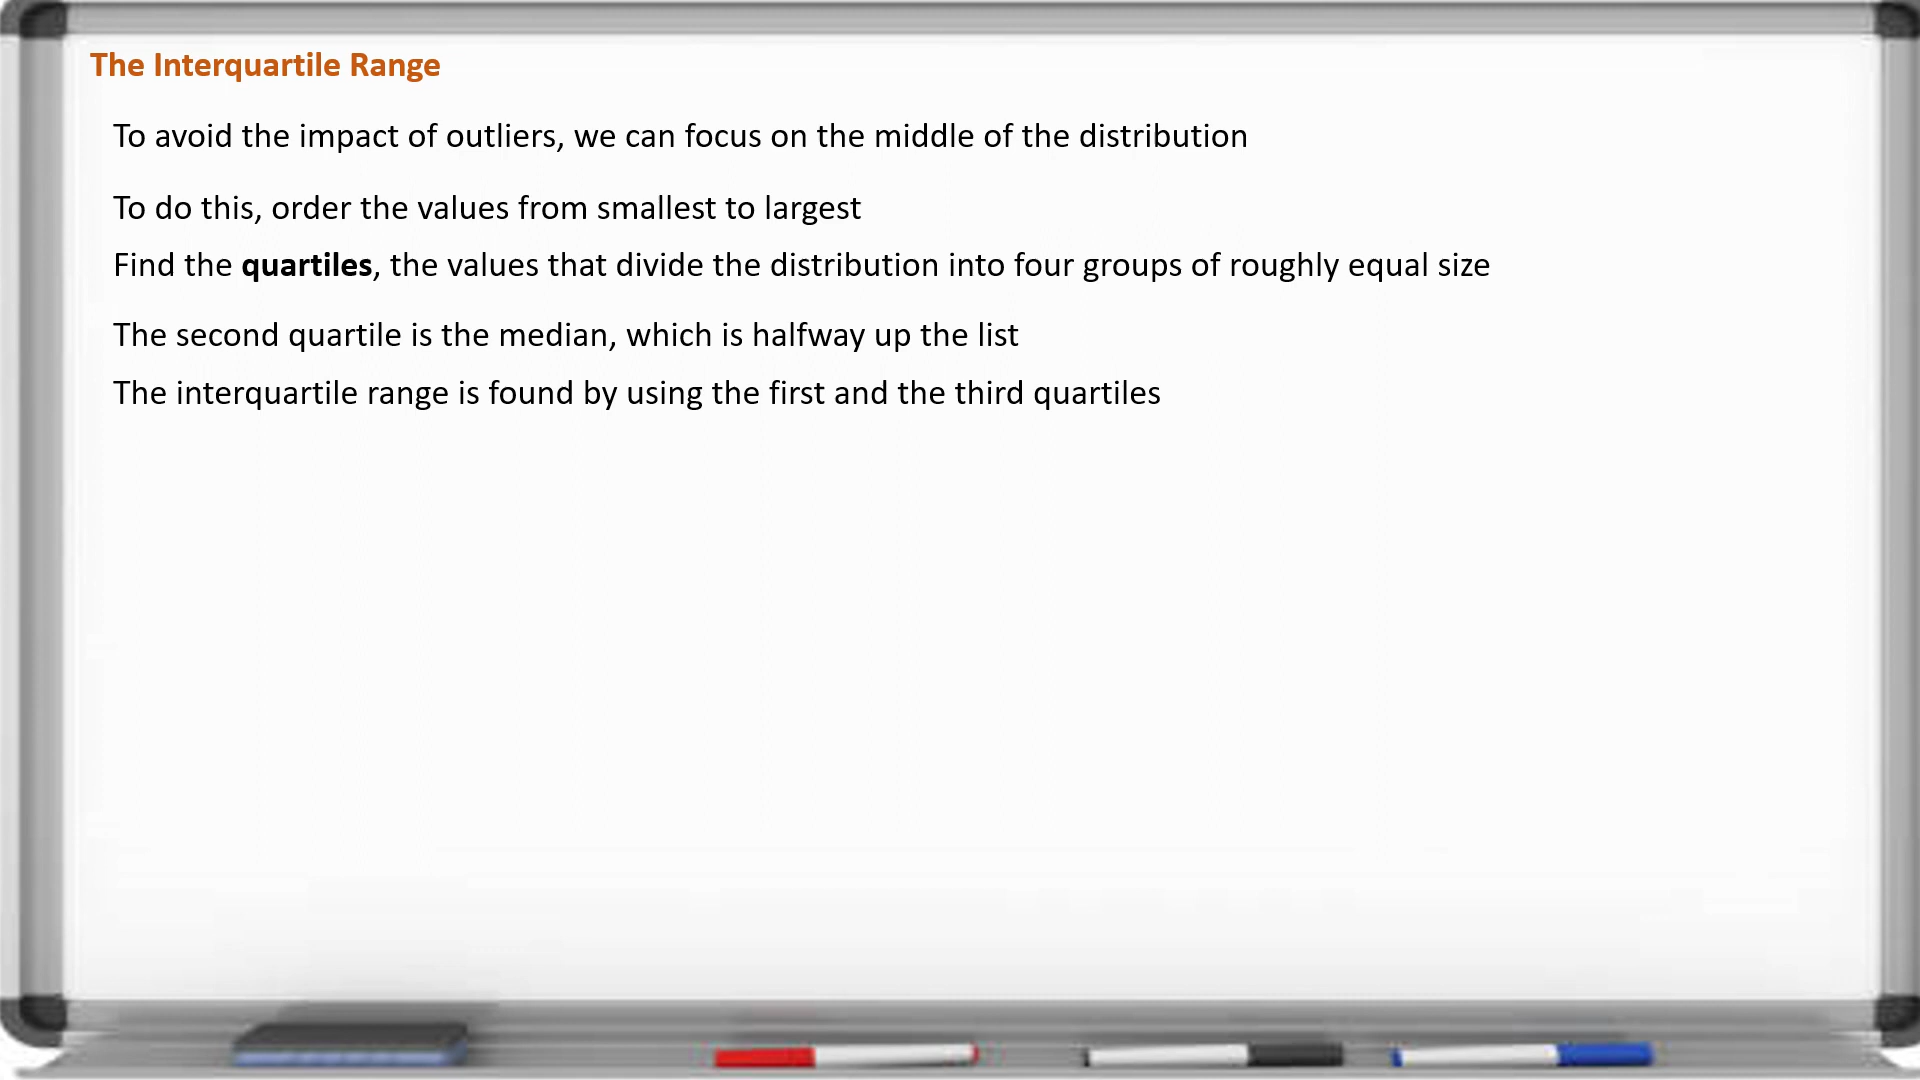 The Interquartile Range
To avoid the impact of outliers, we can focus on the middle of the distribution
To do this, order the values from smallest to largest
Find the quartiles, the values that divide the distribution into four groups of roughly equal size
The second quartile is the median, which is halfway up the list
The interquartile range is found by using the first and the third quartiles